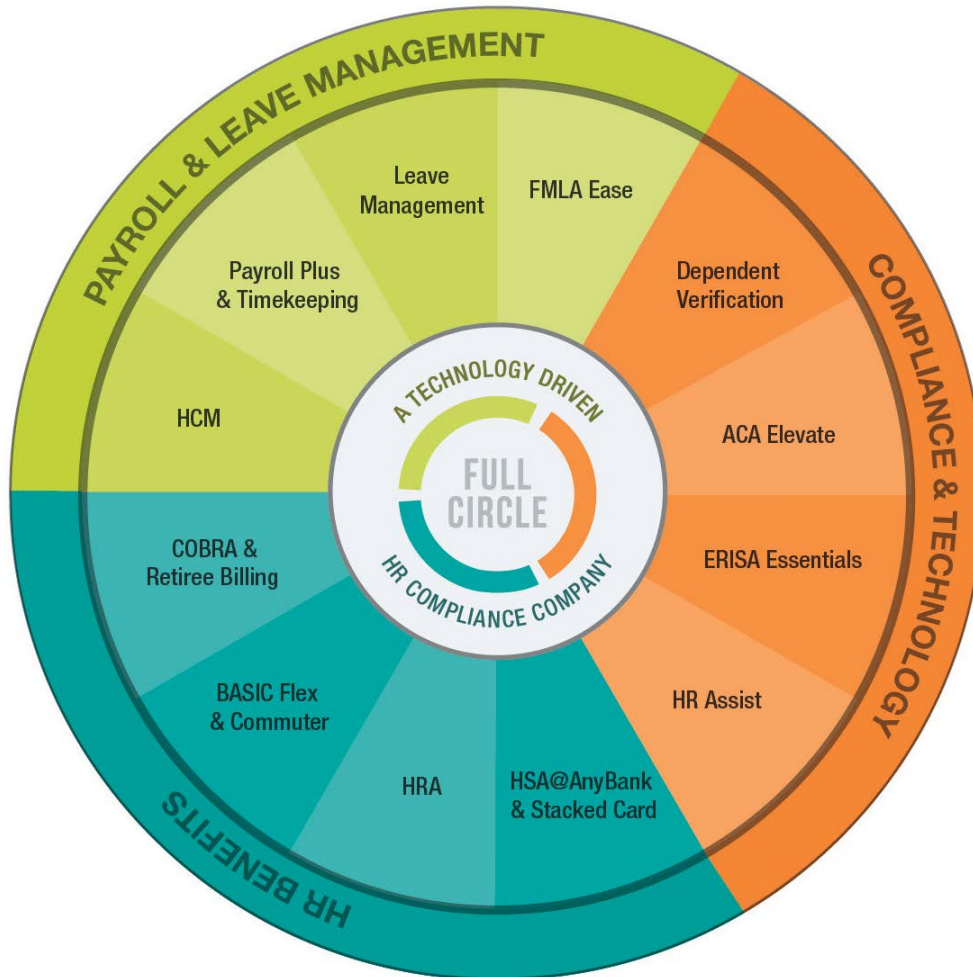 PAYROLL & LEAVE MANAGEMENT
Leave
Management
FMLA Ease
Payroll Plus
& Timekeeping
HCM
COMPLIANCE & TECHNOLOGY
Dependent
Verification
ACA Elevate
ERISA Essentials
HR Assist
HR BENEFITS
COBRA &
Retiree Billing
BASIC Flex
& Commuter
HRA
HSA@AnyBank
& Stacked Card
A TECHNOLOGY DRIVEN
FULL
CIRCLE
HR COMPLIANCE COMPANY